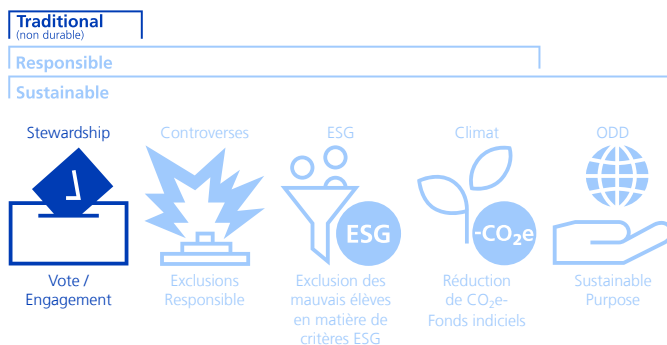 Traditional
(non durable)
Responsible
Sustainable
Stewardship
Controverses
ESG
Climat
ODD
ESG
-CO₂e
Vote /
Engagement
Exclusions
Responsible
Exclusion des
mauvais élèves
en matière de
critères ESG
Réduction
de CO₂e-
Fonds indiciels
Sustainable
Purpose